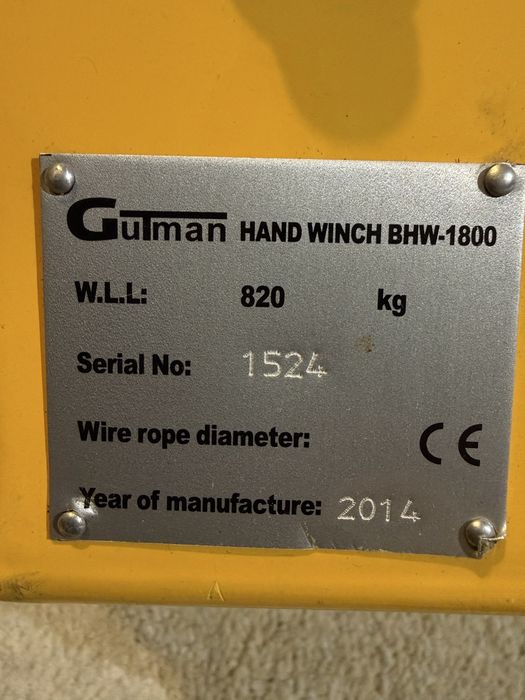 Gutman HAND WINCH BHW-1800
W.L.L: 820 kg
Serial No: 1524
Wire rope diameter: CE
Year of manufacture: 2014